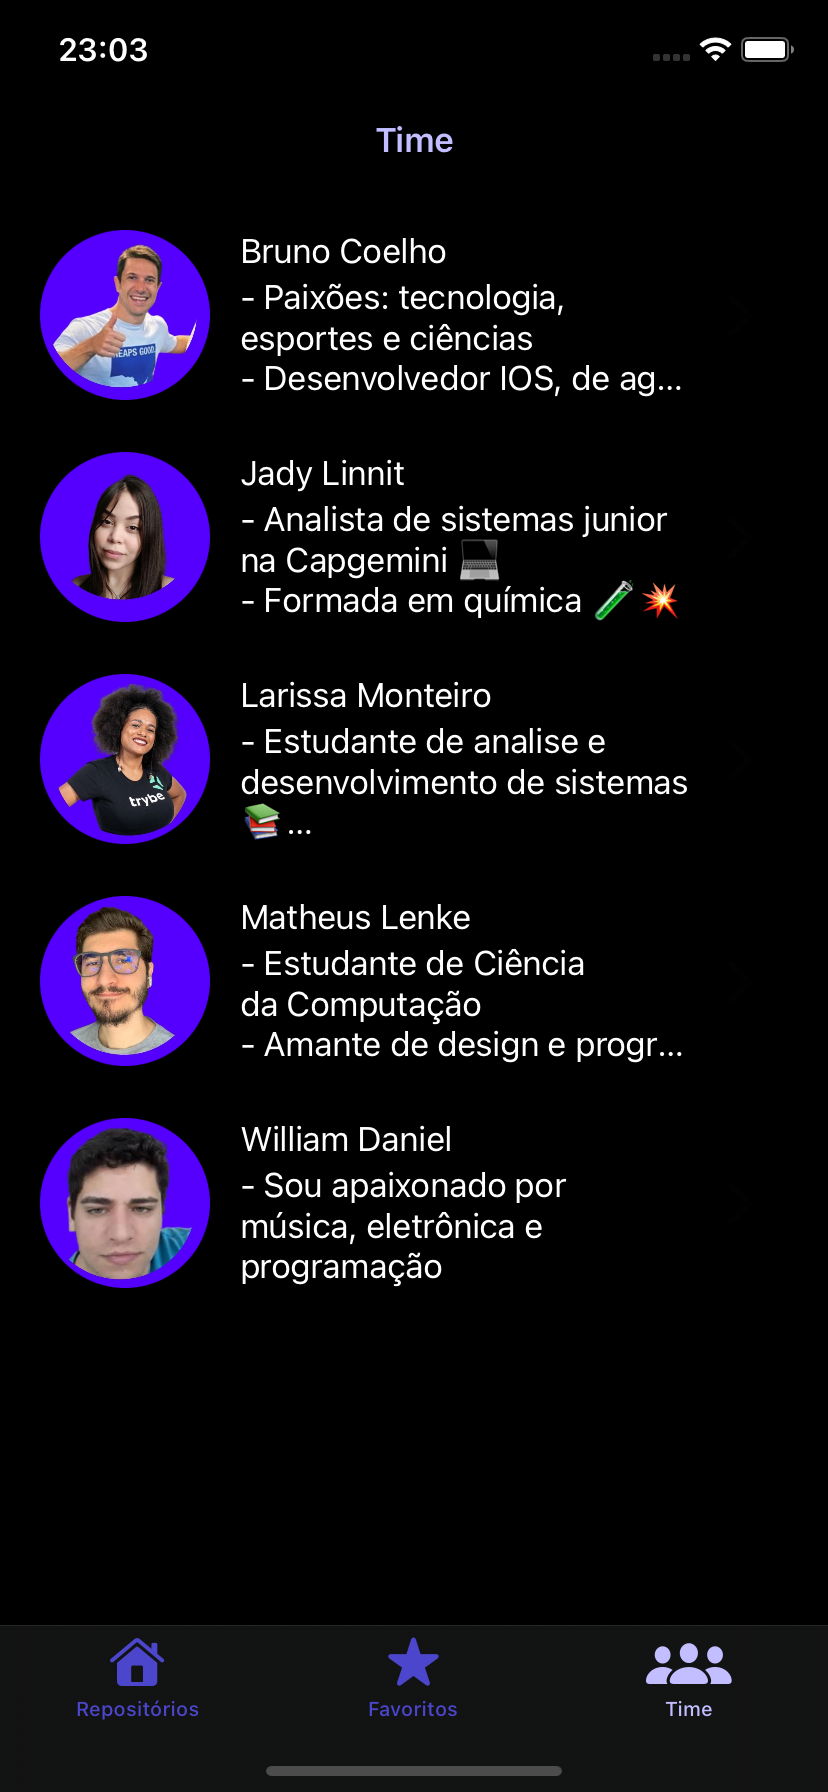 23:03
Time
Bruno Coelho
- Paixões: tecnologia,
esportes e ciências
- Desenvolvedor IOS, de ag...
Jady Linnit
- Analista de sistemas junior
na Capgemini 💻
- Formada em química 🧪💥
Larissa Monteiro
- Estudante de analise e
desenvolvimento de sistemas
📚...
trybe
Matheus Lenke
- Estudante de Ciência
da Computação
- Amante de design e progr...
William Daniel
- Sou apaixonado por
música, eletrônica e
programação
Repositórios
Favoritos
Time